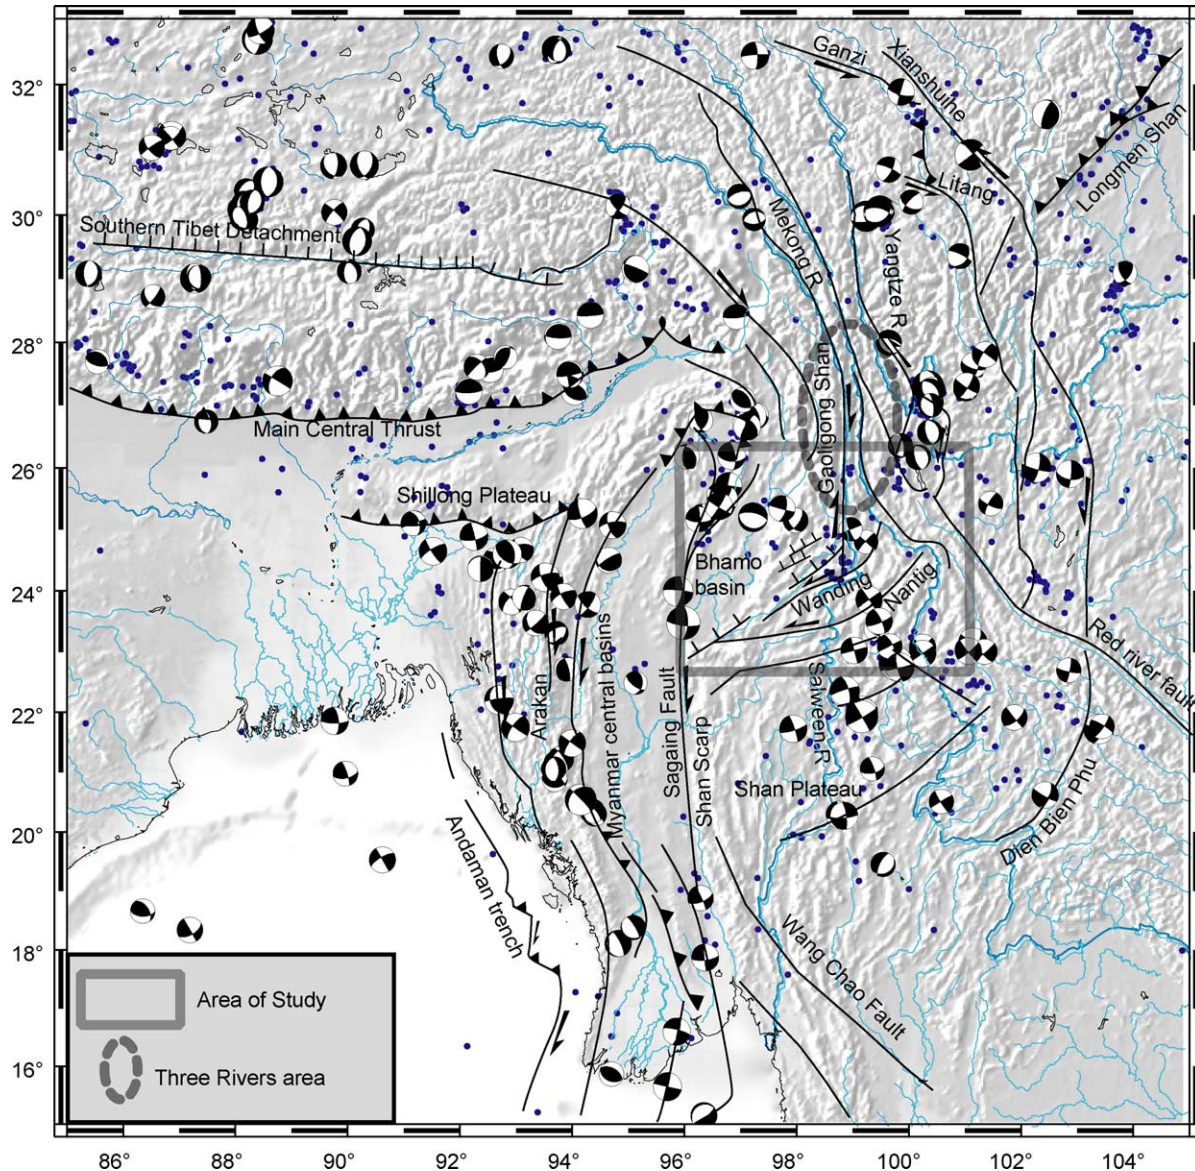 Ganzi
Xianshuihe
Longmen Shan
Litang
Mekong R
Yangtze R
Southern Tibet Detachment
Gaoligong Shan
Main Central Thrust
Shillong Plateau
Bhamo
basin
Wanding
Nantig
Red river fault
Salween R
Arakan
Myanmar central basins
Sagaing Fault
Shan Scarp
Shan Plateau
Dien Bien Phu
Andaman trench
Wang Chao Fault
Area of Study
Three Rivers area
32°
30°
28°
26°
24°
22°
20°
18°
16°
86°
88°
90°
92°
94°
96°
98°
100°
102°
104°